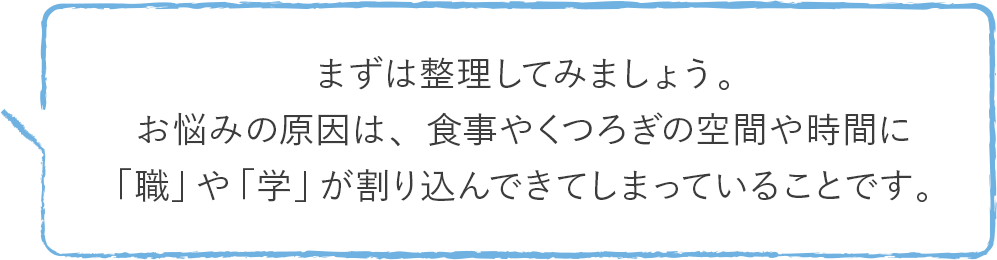 まずは整理してみましょう。
お悩みの原因は、食事やくつろぎの空間や時間に
「職」や「学」が割り込んできてしまっていることです。